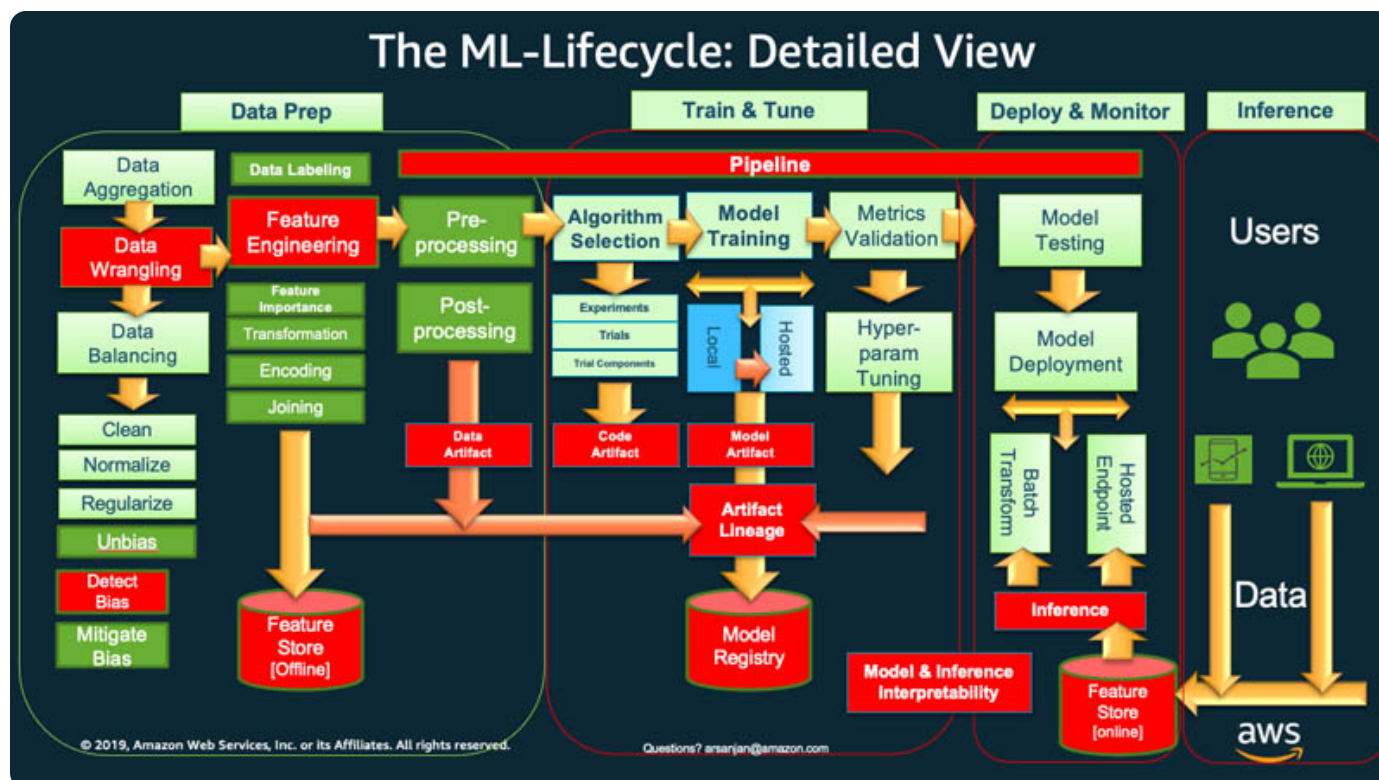 The ML-Lifecycle: Detailed View
Data Prep
Train & Tune
Deploy & Monitor
Inference
Pipeline
Data
Aggregation
Data
Wrangling
Data
Balancing
Clean
Normalize
Regularize
Unbias
Detect
Bias
Mitigate
Bias
Data Labeling
Feature
Engineering
Feature
Importance
Transformation
Encoding
Joining
Feature
Store
[Offline]
Pre-
processing
Post-
processing
Data
Artifact
Algorithm
Selection
Experiments
Trials
Trial Components
Code
Artifact
Model
Training
Local
Hosted
Model
Artifact
Artifact
Lineage
Model
Registry
Metrics
Validation
Hyper-
param
Tuning
Model & Inference
Interpretability
Model
Testing
Model
Deployment
Batch
Transform
Hosted
Endpoint
Inference
Feature
Store
[online]
Users
Data
aws
© 2019, Amazon Web Services, Inc. or its Affiliates. All rights reserved.
Questions? arsanjan@amazon.com